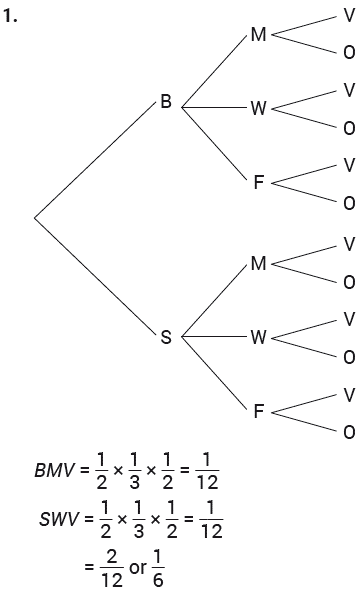 1.
V
M
O
B
V
W
O
V
F
O
V
M
O
S
V
W
O
V
F
O
BMV = 1/2 × 1/3 × 1/2 = 1/12
SWV = 1/2 × 1/3 × 1/2 = 1/12
= 2/12 or 1/6